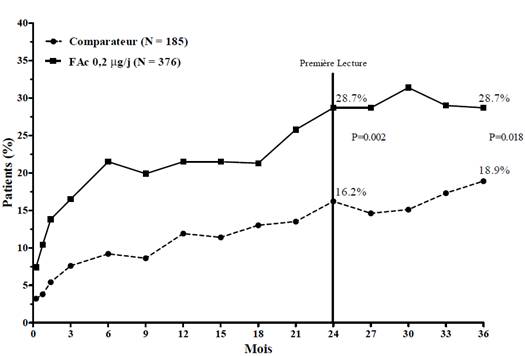 Comparateur (N = 185)
FAc 0,2 µg/j (N = 376)
Première Lecture
40
35
30
25
20
15
10
5
0
Patients (%)
28.7%
28.7%
P=0.002
P=0.018
18.9%
16.2%
0 3 6 9 12 15 18 21 24 27 30 33 36
Mois